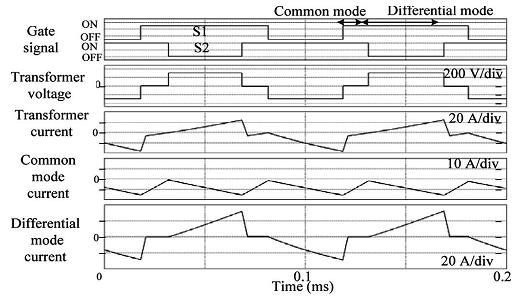 Common mode Differential mode
Gate signal ON OFF S1
ON OFF S2
Transformer voltage 0 200 V/div
Transformer current 0 20 A/div
Common mode current 0 10 A/div
Differential mode current 0 20 A/div
0 0.1 0.2
Time (ms)